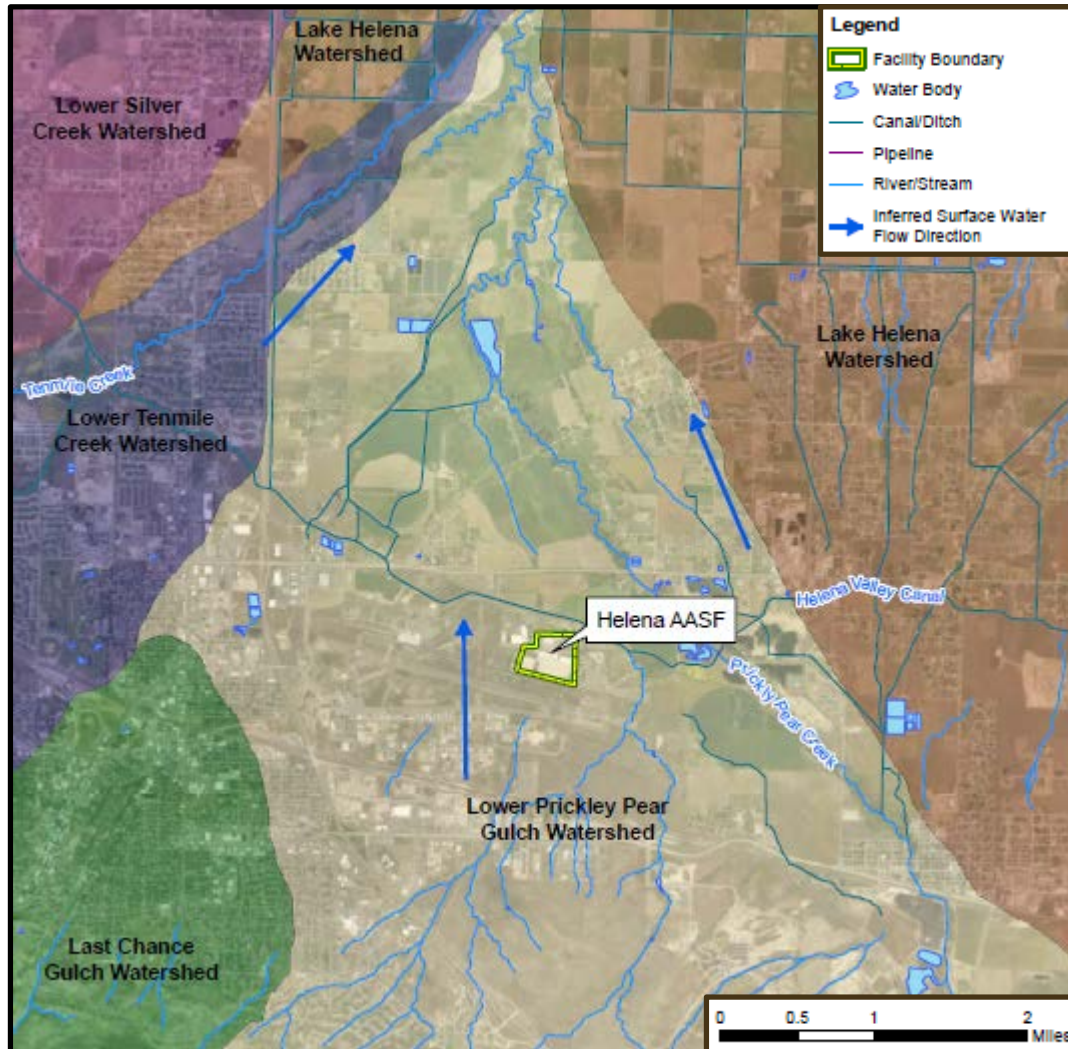 Lake Helena
Watershed
Lower Silver
Creek Watershed
Legend
Facility Boundary
Water Body
Canal/Ditch
Pipeline
River/Stream
Inferred Surface Water
Flow Direction
Lake Helena
Watershed
Tenmile Creek
Lower Tenmile
Creek Watershed
Helena Valley Canal
Helena AASF
Prickly Pear Creek
Lower Prickley Pear
Gulch Watershed
Last Chance
Gulch Watershed
0 0.5 1 2
Miles